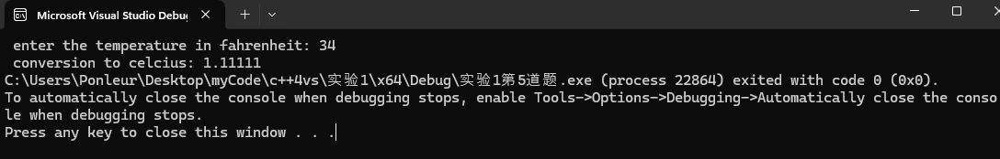 Microsoft Visual Studio Debug
enter the temperature in fahrenheit: 34
conversion to celcius: 1.11111
C:\Users\Ponleur\Desktop\myCode\c++4vs\实验1\x64\Debug\实验1第5道题.exe (process 22864) exited with code 0 (0x0).
To automatically close the console when debugging stops, enable Tools->Options->Debugging->Automatically close the conso
le when debugging stops.
Press any key to close this window . . .